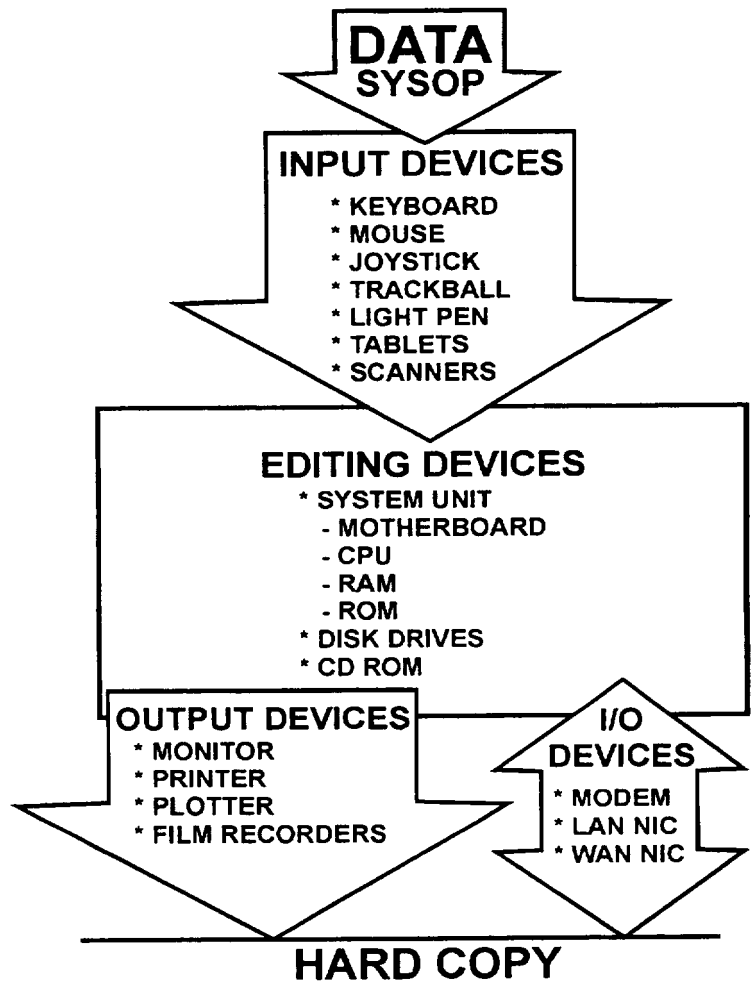 DATA
SYSOP
INPUT DEVICES
* KEYBOARD
* MOUSE
* JOYSTICK
* TRACKBALL
* LIGHT PEN
* TABLETS
* SCANNERS
EDITING DEVICES
* SYSTEM UNIT
- MOTHERBOARD
- CPU
- RAM
- ROM
* DISK DRIVES
* CD ROM
OUTPUT DEVICES
* MONITOR
* PRINTER
* PLOTTER
* FILM RECORDERS
I/O
DEVICES
* MODEM
* LAN NIC
* WAN NIC
HARD COPY